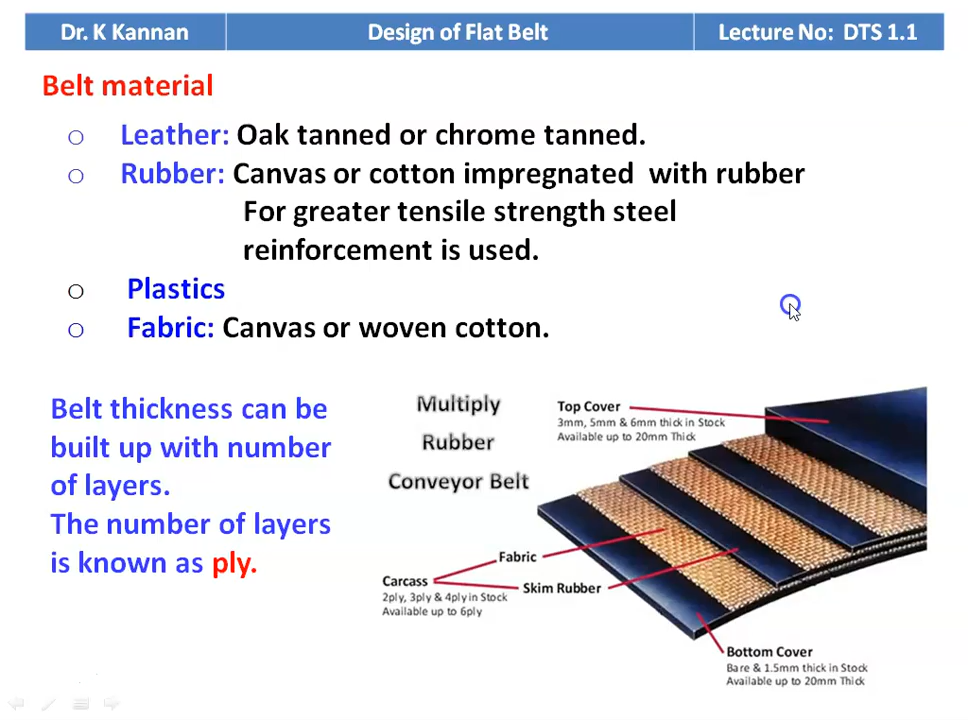 Dr. K Kannan
Design of Flat Belt
Lecture No: DTS 1.1
Belt material
Leather: Oak tanned or chrome tanned.
Rubber: Canvas or cotton impregnated with rubber
For greater tensile strength steel
reinforcement is used.
Plastics
Fabric: Canvas or woven cotton.
Belt thickness can be
built up with number
of layers.
The number of layers
is known as ply.
Multiply
Rubber
Conveyor Belt
Top Cover
3mm, 5mm & 6mm thick in Stock
Available up to 20mm Thick
Fabric
Carcass
2ply, 3ply & 4ply in Stock
Available up to 6ply
Skim Rubber
Bottom Cover
Bare & 1.5mm thick in Stock
Available up to 20mm Thick